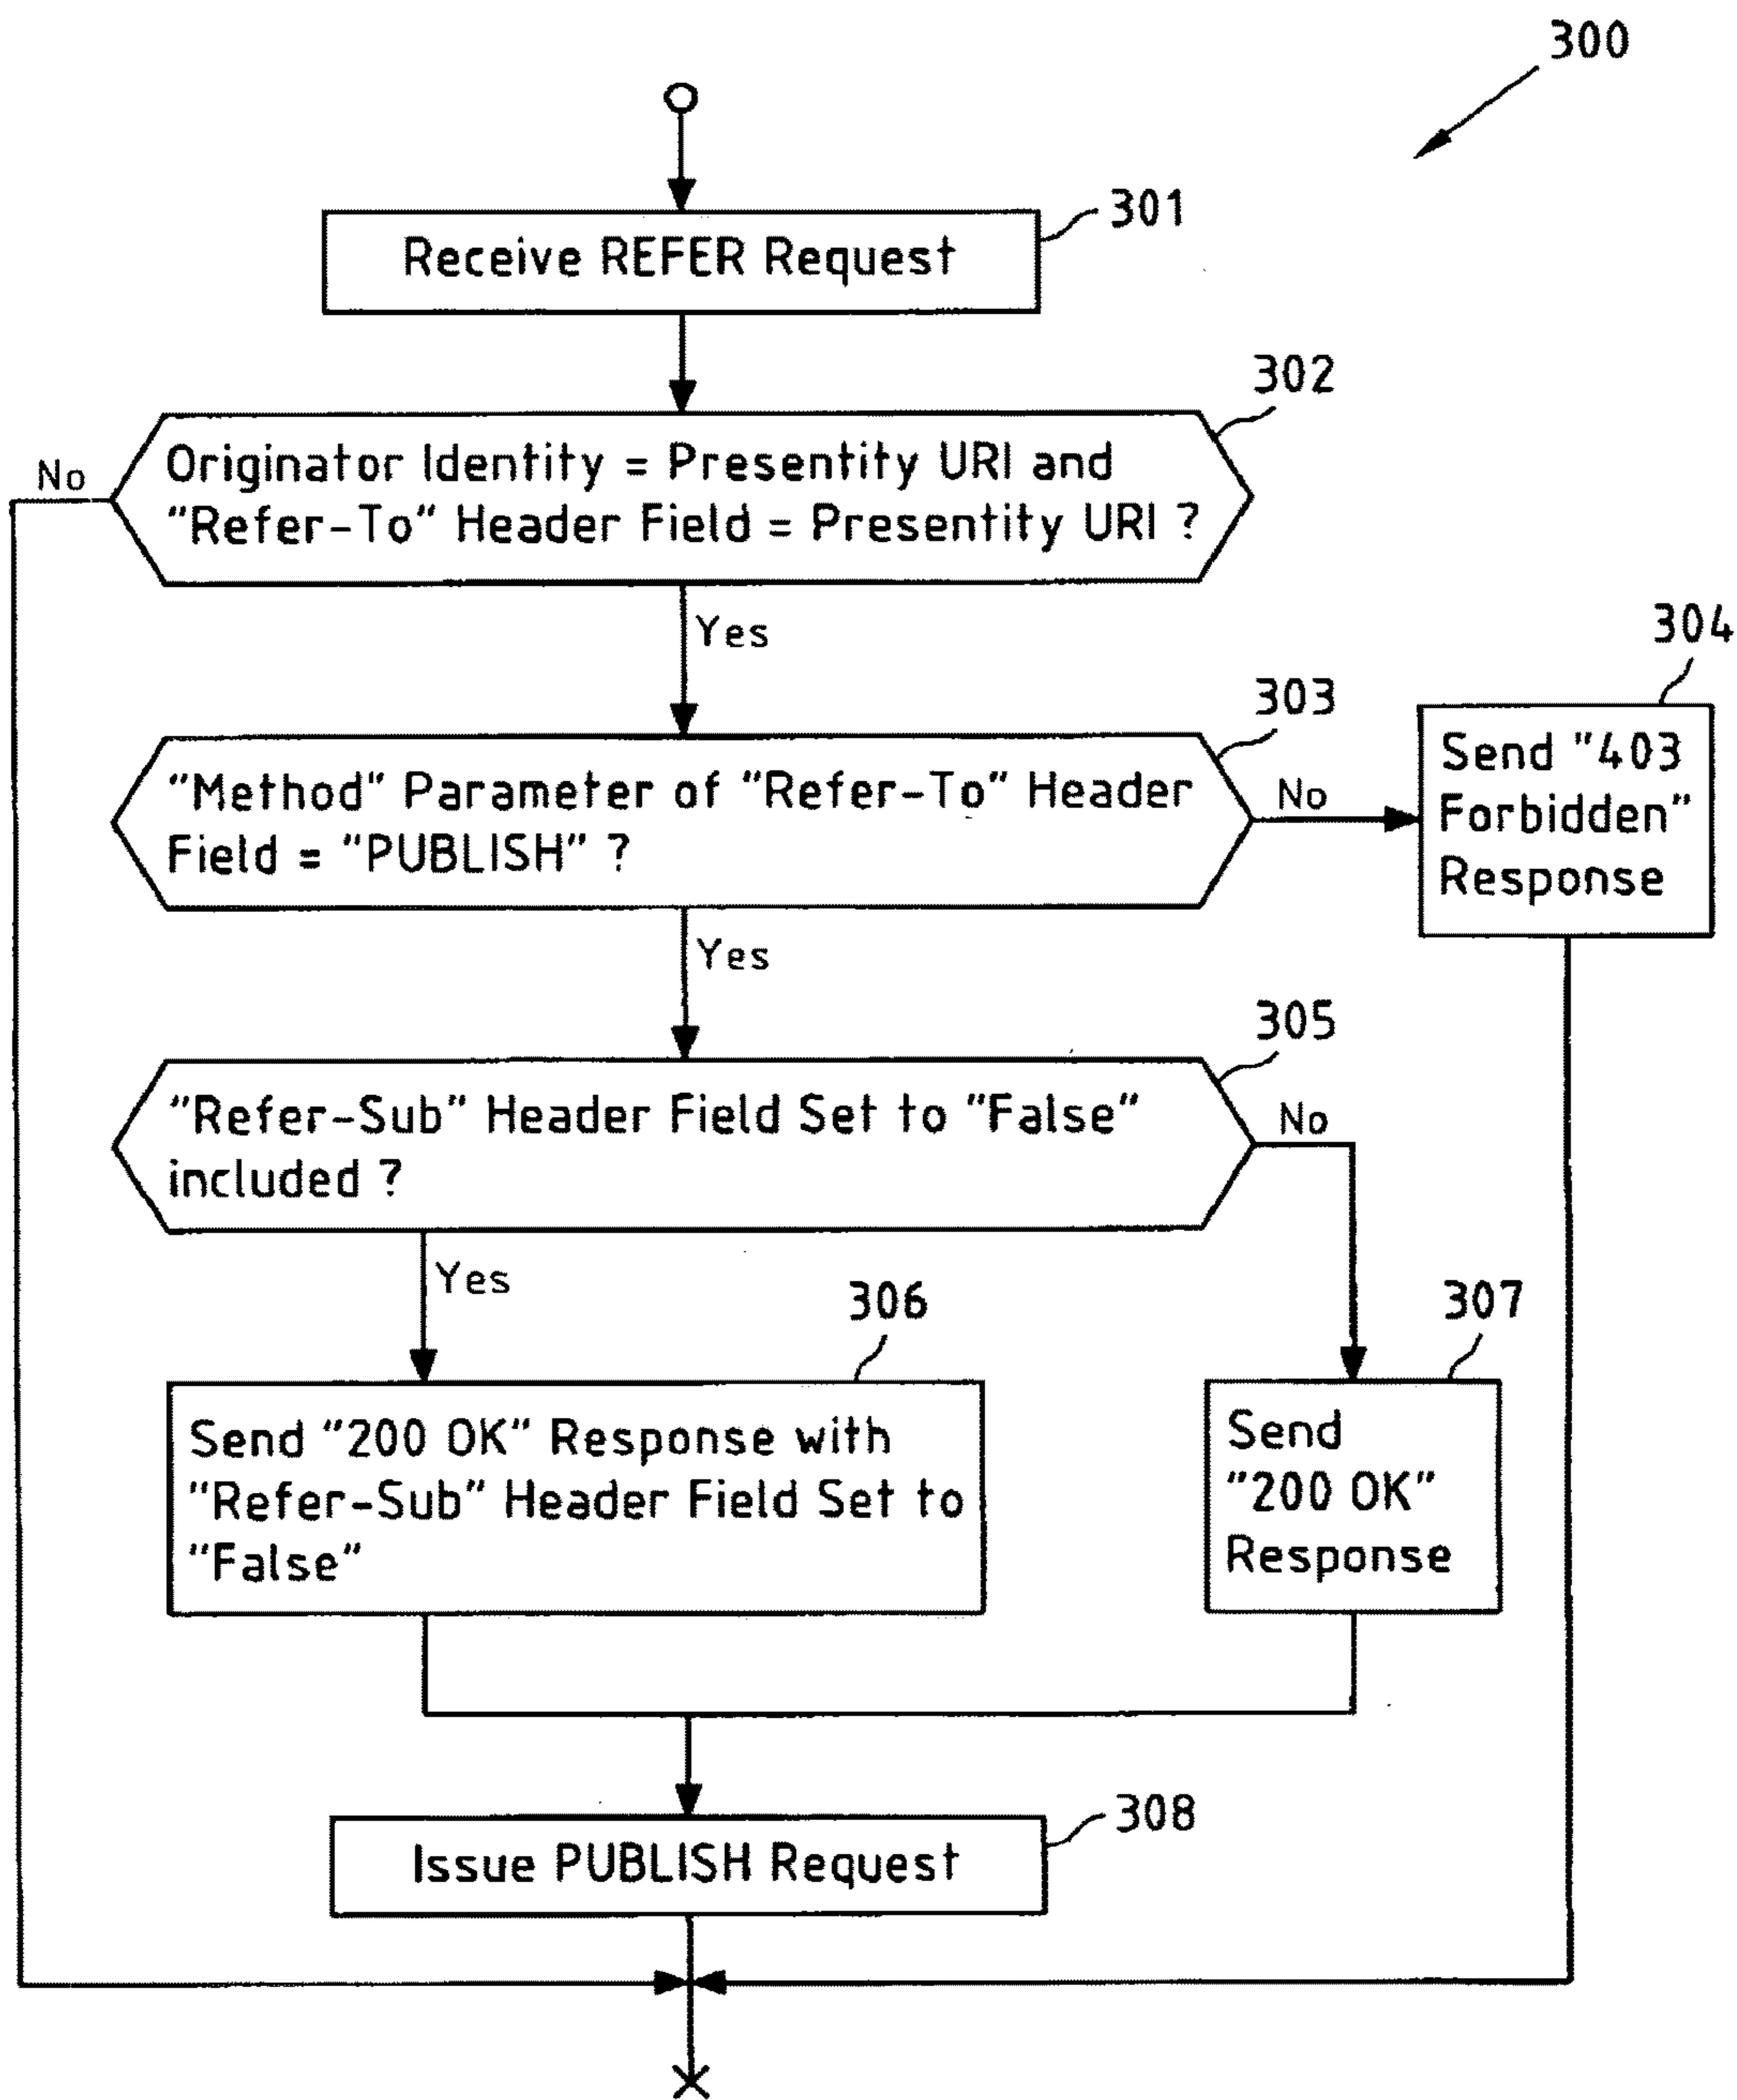 300
301
Receive REFER Request
302
No
Originator Identity = Presentity URI and
"Refer-To" Header Field = Presentity URI ?
Yes
303
304
"Method" Parameter of "Refer-To" Header
Field = "PUBLISH" ?
No
Send "403
Forbidden"
Response
Yes
305
"Refer-Sub" Header Field Set to "False"
included ?
No
Yes
306
307
Send "200 OK" Response with
"Refer-Sub" Header Field Set to
"False"
Send
"200 OK"
Response
308
Issue PUBLISH Request